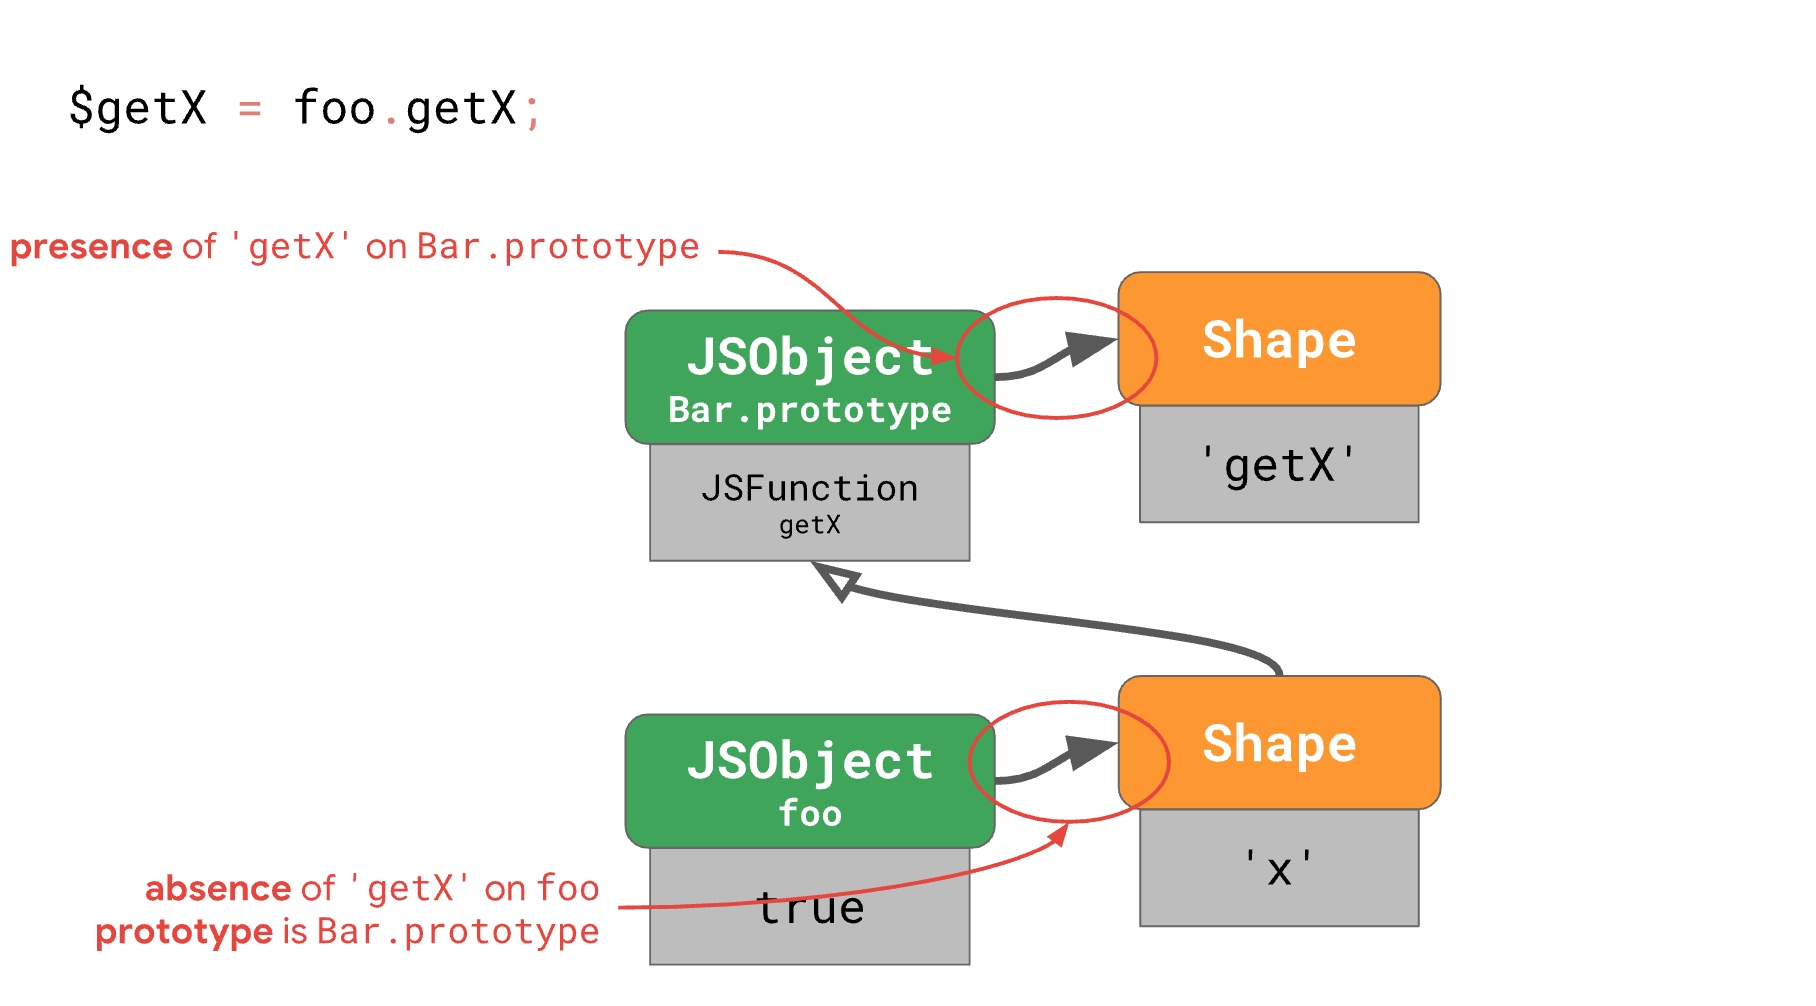 $getX = foo.getX;
presence of 'getX' on Bar.prototype
JSObject
Bar.prototype
JSFunction
getX
Shape
'getX'
JSObject
foo
true
Shape
'x'
absence of 'getX' on foo
prototype is Bar.prototype